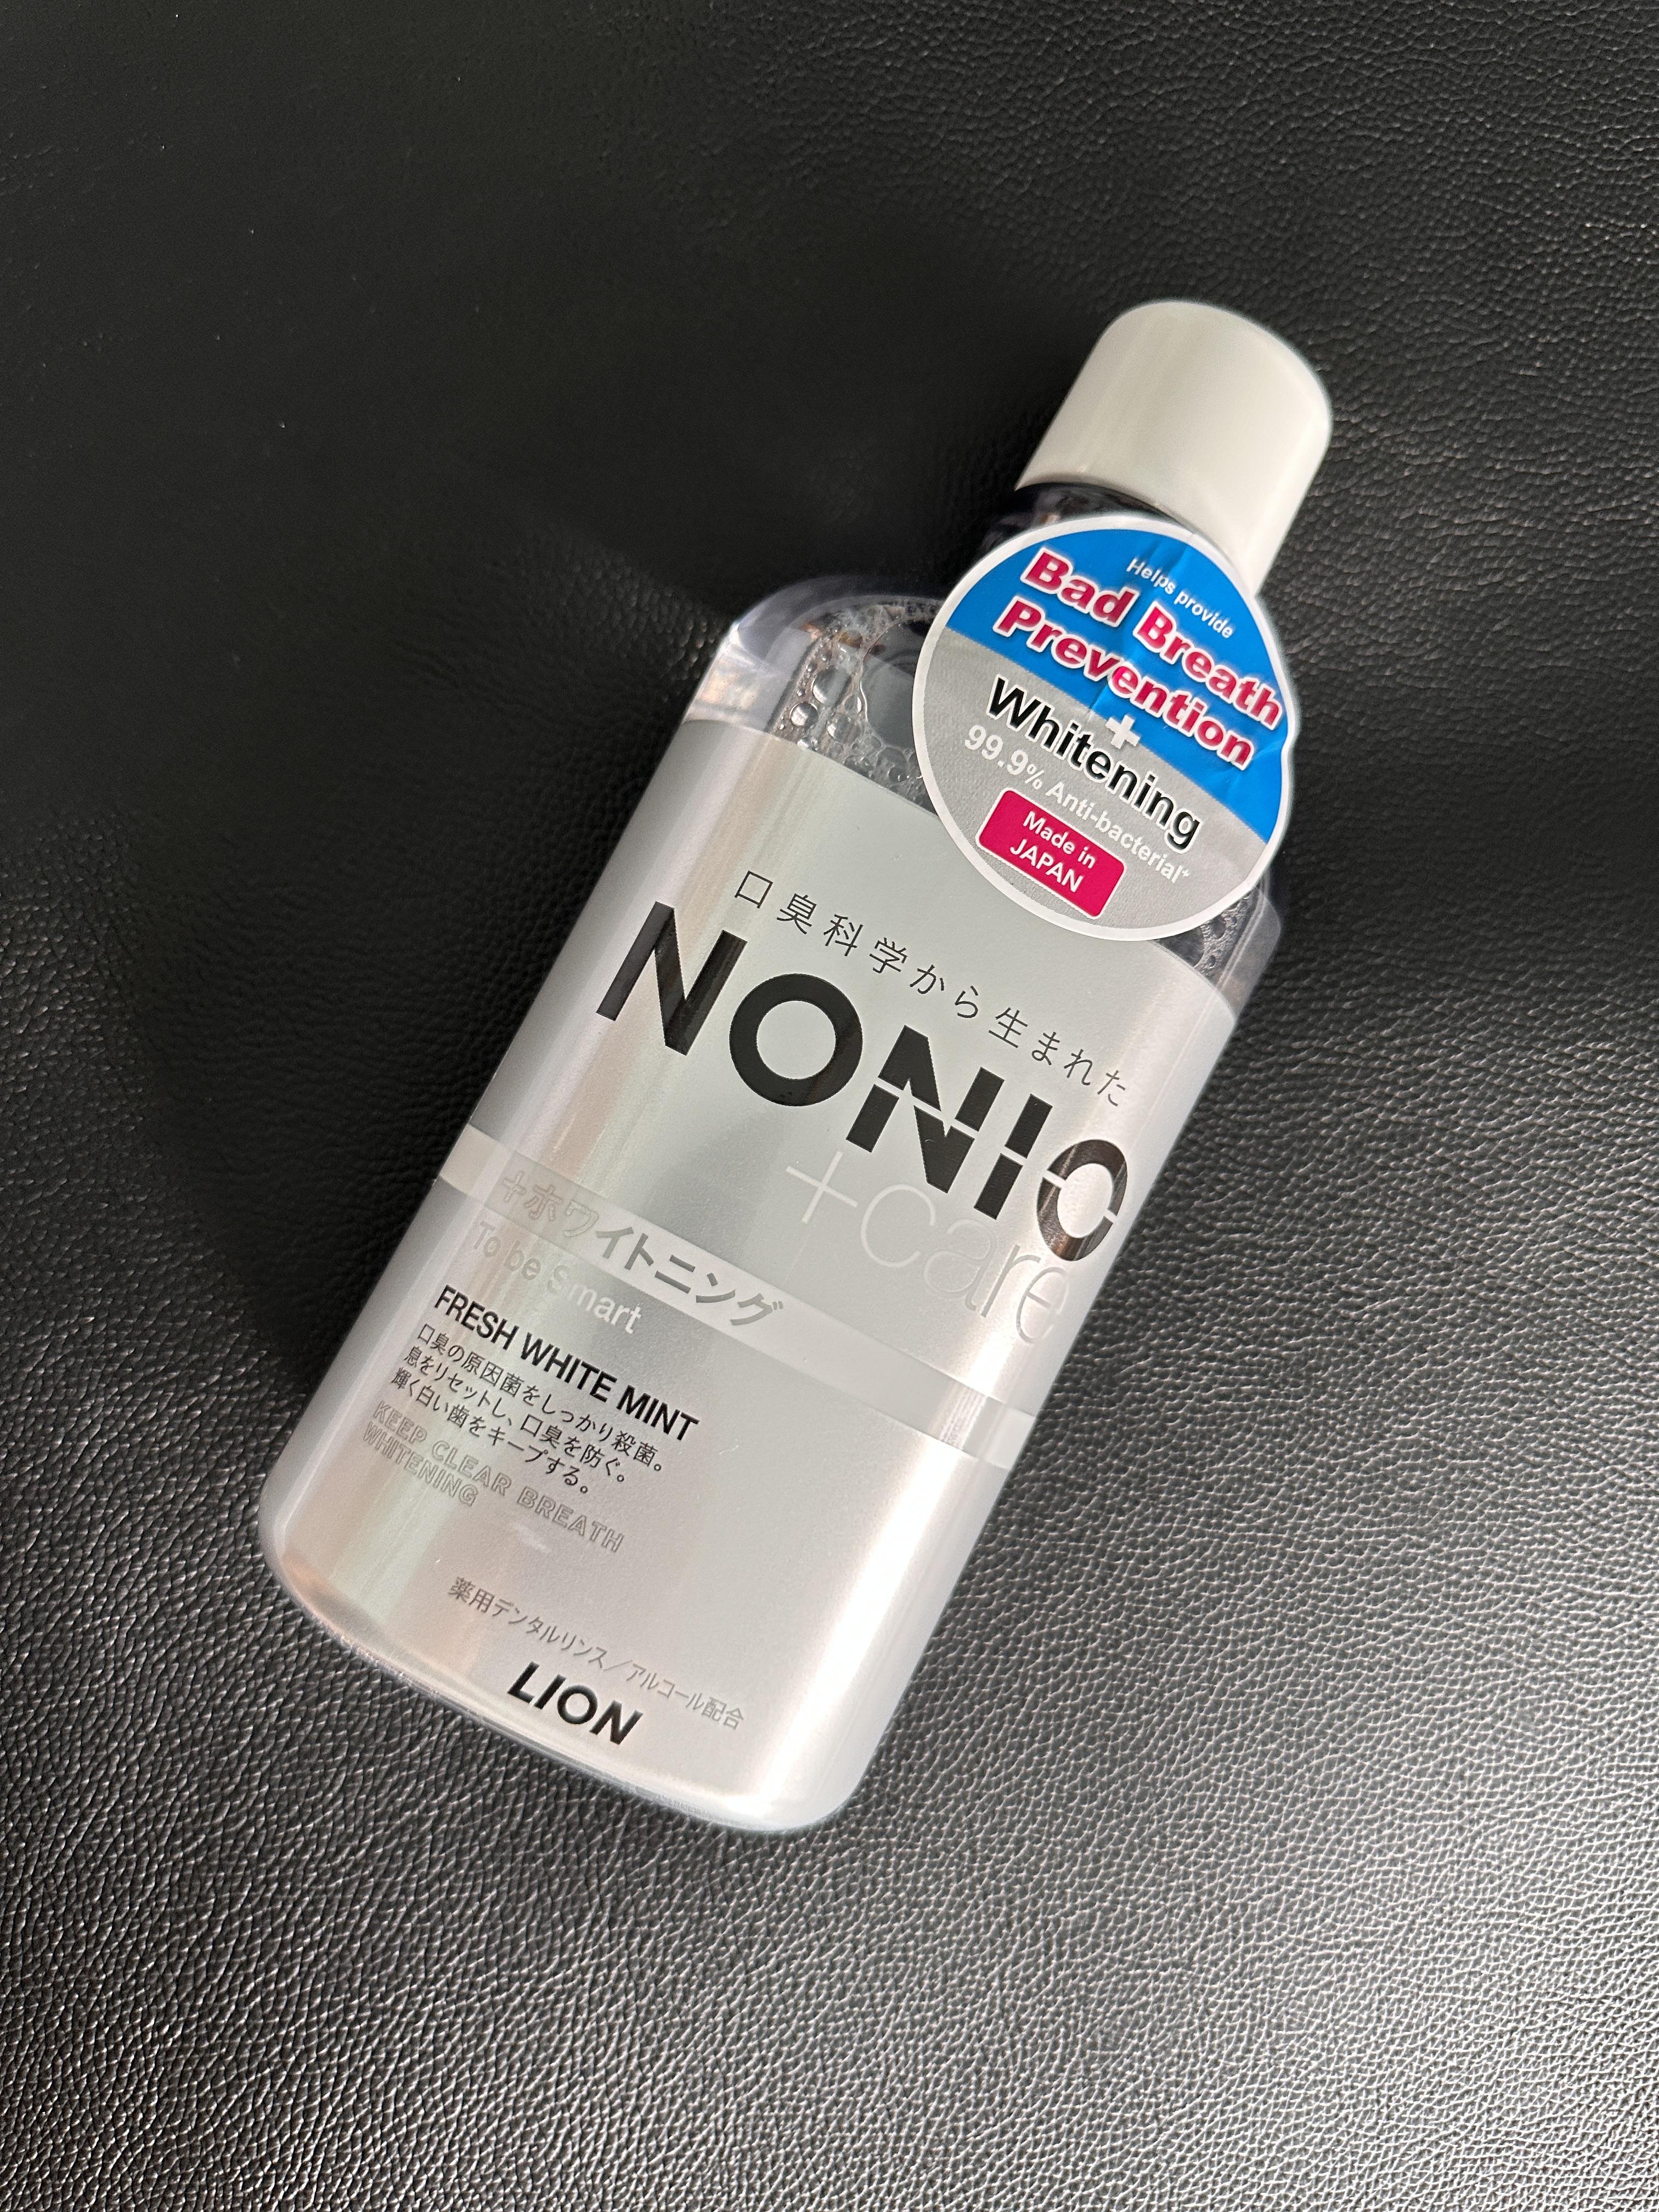 Helps provide
Bad Breath
Prevention
+
Whitening
99.9% Anti-bacterial*
Made in
JAPAN
口臭科学から生まれた
NONIO
+care
+ホワイトニング
To be Smart
FRESH WHITE MINT
口臭の原因菌をしっかり殺菌。
息をリセットし、口臭を防ぐ。
輝く白い歯をキープする。
KEEP CLEAR BREATH
WHITENING
薬用デンタルリンス／アルコール配合
LION